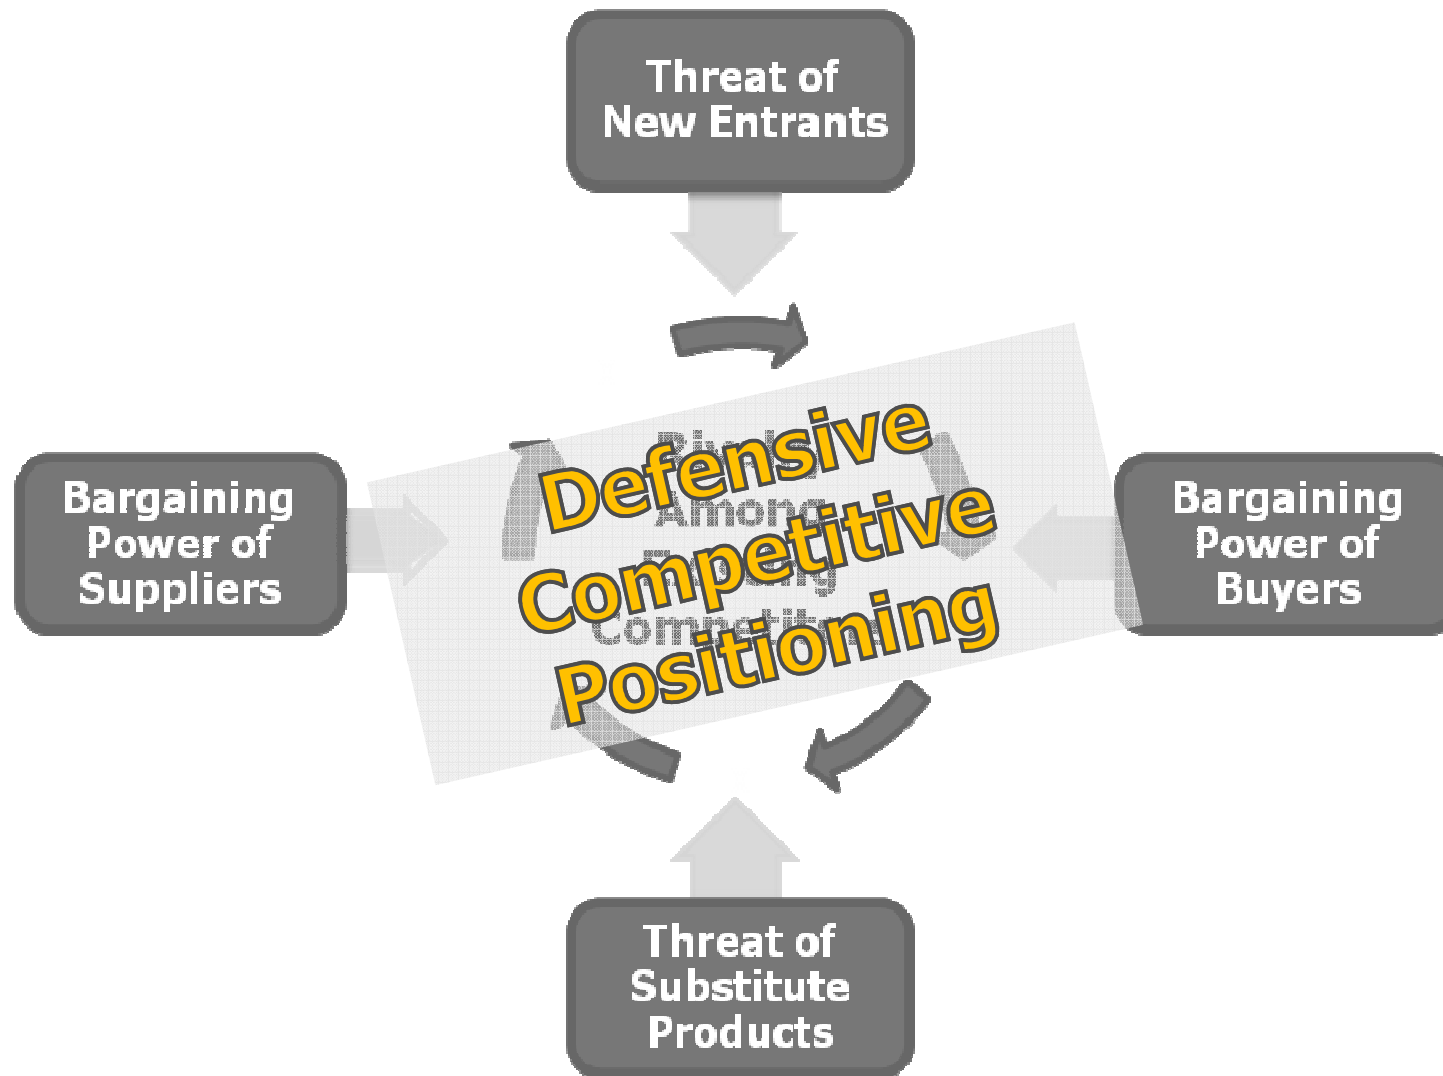 Threat of
New Entrants
Bargaining
Power of
Suppliers
Defensive
Competitive
Positioning
Among
Bargaining
Power of
Buyers
Threat of
Substitute
Products